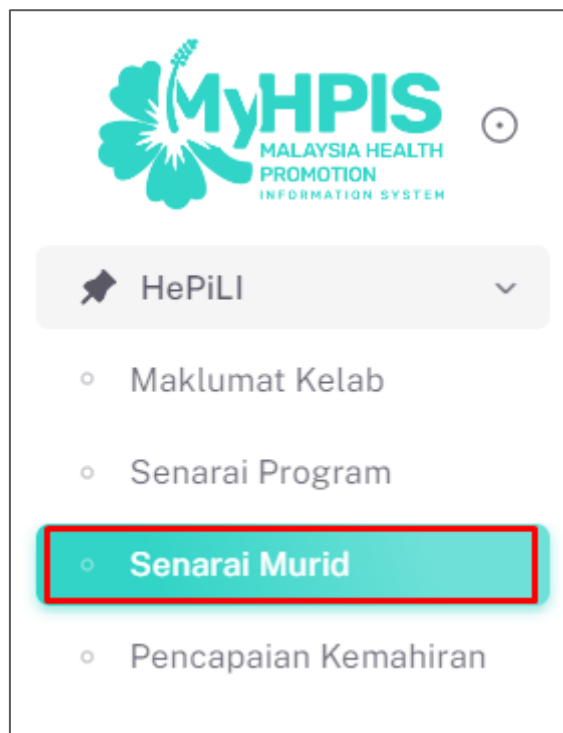 MyHPIS
MALAYSIA HEALTH
PROMOTION
INFORMATION SYSTEM
HePiLI
Maklumat Kelab
Senarai Program
Senarai Murid
Pencapaian Kemahiran